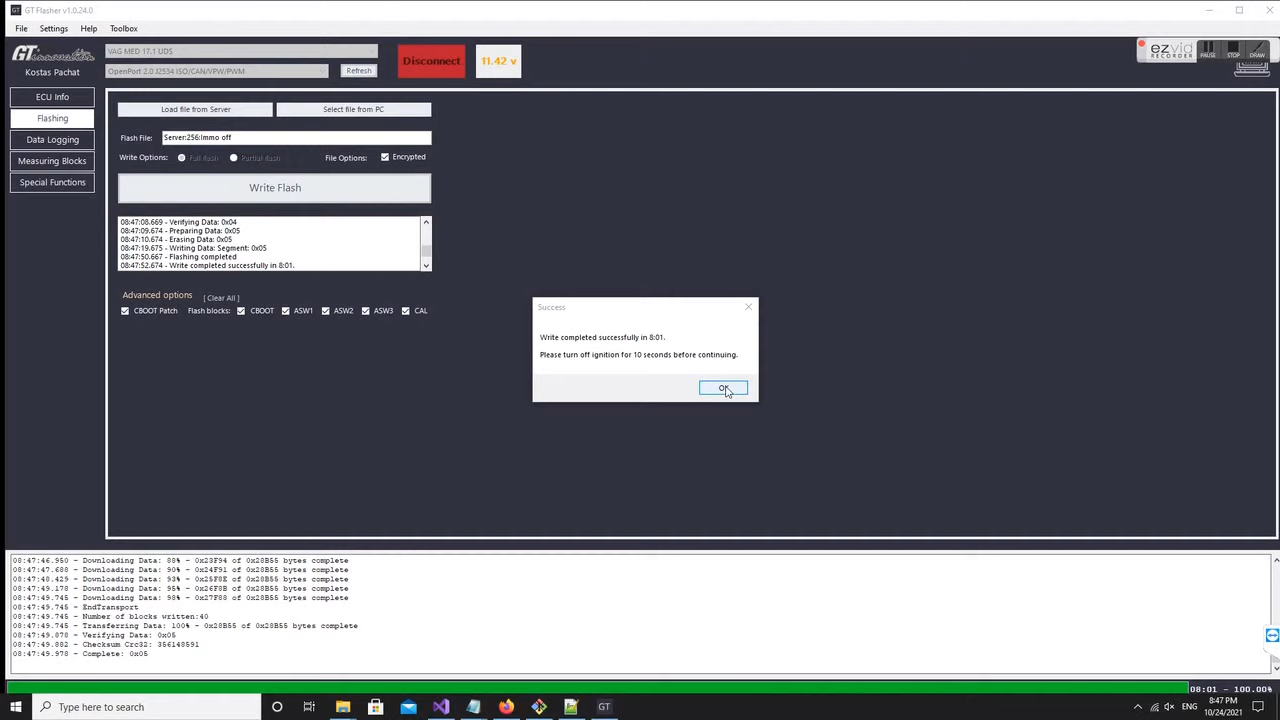 GT Flasher v1.0.24.0
File Settings Help Toolbox
GTinnovation
Kostas Pachat
VAG MED 17.1 UDS
OpenPort 2.0 J2534 ISO/CAN/VPW/PWM
Refresh
Disconnect
11.42 v
ezvid
RECORDER
PAUSE
STOP
DRAW
ECU Info
Flashing
Data Logging
Measuring Blocks
Special Functions
Load file from Server
Select file from PC
Flash File: Server:256:Immo off
Write Options: Full flash Partial flash File Options: Encrypted
Write Flash
08:47:08.669 - Verifying Data: 0x04
08:47:09.674 - Preparing Data: 0x05
08:47:10.674 - Erasing Data: 0x05
08:47:19.675 - Writing Data: Segment: 0x05
08:47:50.667 - Flashing completed
08:47:52.674 - Write completed successfully in 8:01.
Advanced options [ Clear All ]
CBOOT Patch Flash blocks: CBOOT ASW1 ASW2 ASW3 CAL
Success
Write completed successfully in 8:01.
Please turn off ignition for 10 seconds before continuing.
OK
08:47:46.950 - Downloading Data: 88% - 0x23F94 of 0x28B55 bytes complete
08:47:47.688 - Downloading Data: 90% - 0x24F91 of 0x28B55 bytes complete
08:47:48.429 - Downloading Data: 93% - 0x25F8E of 0x28B55 bytes complete
08:47:49.178 - Downloading Data: 95% - 0x26F8B of 0x28B55 bytes complete
08:47:49.745 - Downloading Data: 98% - 0x27F88 of 0x28B55 bytes complete
08:47:49.745 - EndTransport
08:47:49.745 - Number of blocks written:40
08:47:49.745 - Transferring Data: 100% - 0x28B55 of 0x28B55 bytes complete
08:47:49.878 - Verifying Data: 0x05
08:47:49.882 - Checksum Crc32: 356148591
08:47:49.978 - Complete: 0x05
08:01 - 100.00%
Type here to search
GT
ENG
8:47 PM
10/24/2021